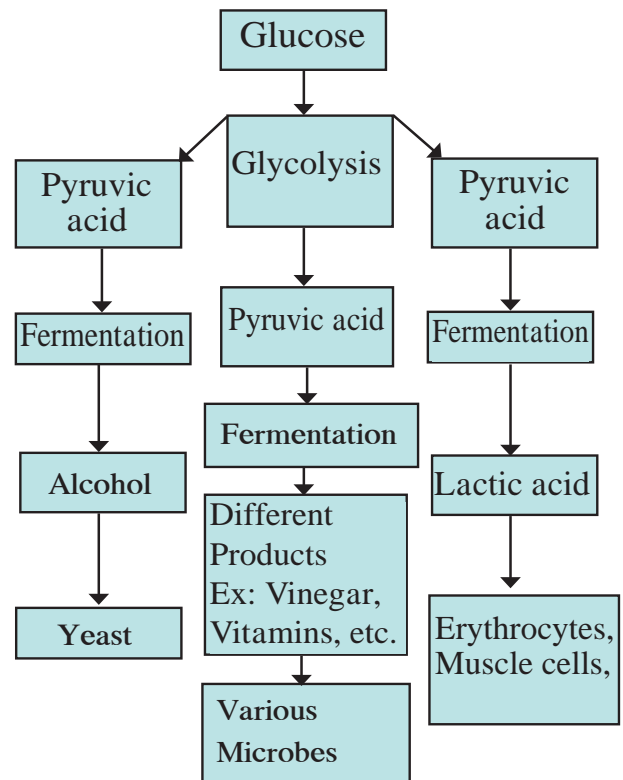 Glucose
Glycolysis
Pyruvic
acid
Fermentation
Alcohol
Yeast
Pyruvic acid
Fermentation
Different
Products
Ex: Vinegar,
Vitamins, etc.
Various
Microbes
Pyruvic
acid
Fermentation
Lactic acid
Erythrocytes,
Muscle cells,